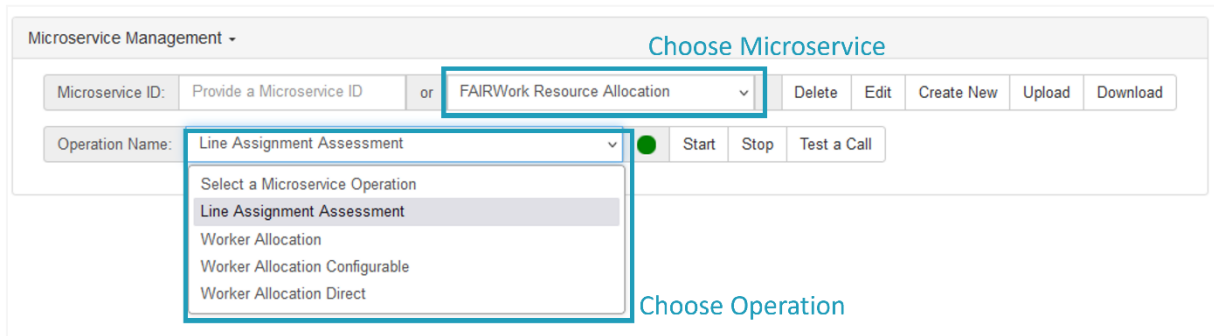 Microservice Management
Choose Microservice
Microservice ID: Provide a Microservice ID or FAIRWork Resource Allocation Delete Edit Create New Upload Download
Operation Name: Line Assignment Assessment Start Stop Test a Call
Select a Microservice Operation
Line Assignment Assessment
Worker Allocation
Worker Allocation Configurable
Worker Allocation Direct
Choose Operation